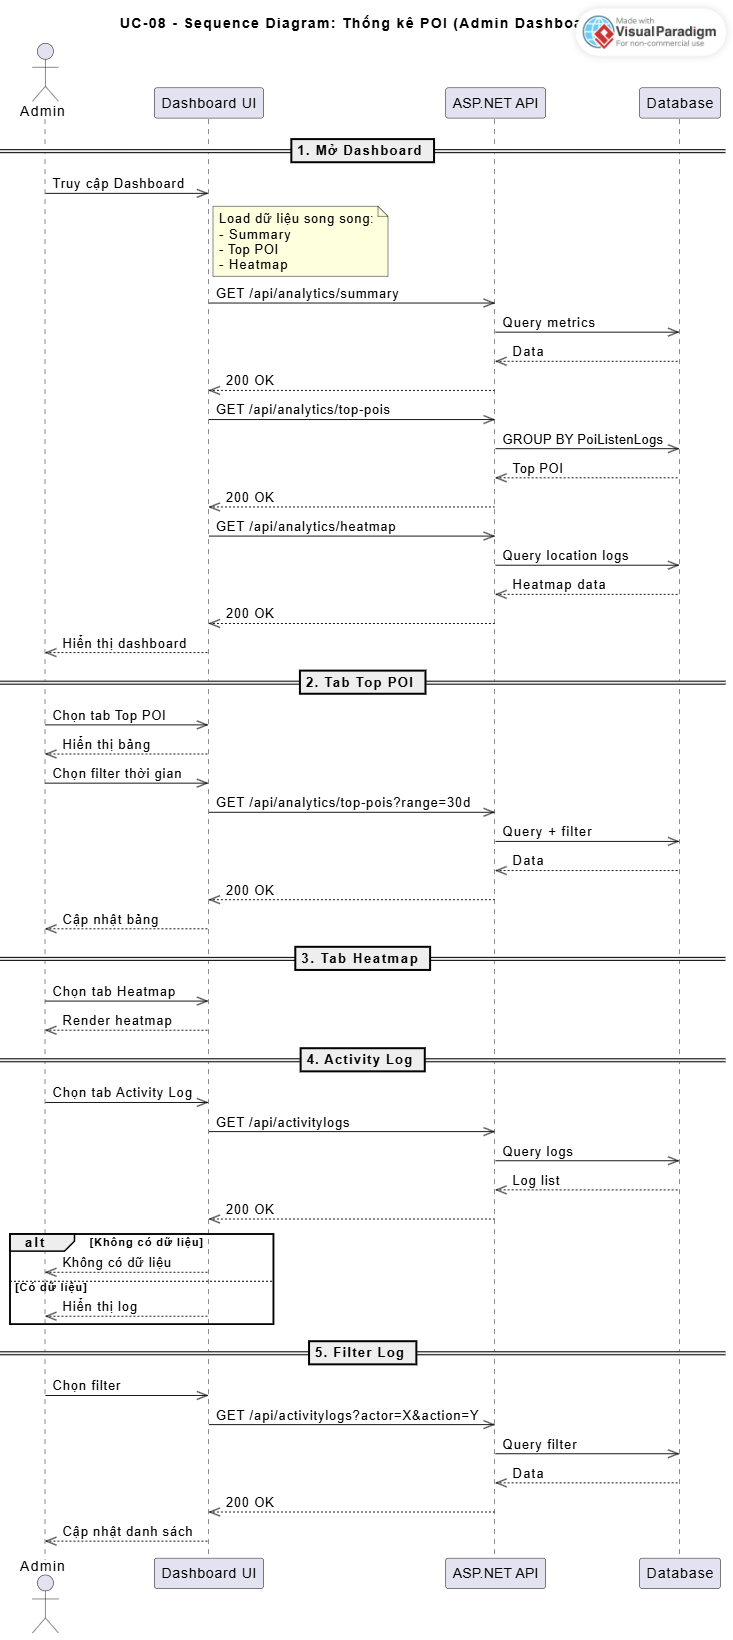 UC-08 - Sequence Diagram: Thống kê POI (Admin Dashboa
Made with
VisualParadigm
For non-commercial use
Admin
Dashboard UI
ASP.NET API
Database
1. Mở Dashboard
Truy cập Dashboard
Load dữ liệu song song:
- Summary
- Top POI
- Heatmap
GET /api/analytics/summary
Query metrics
Data
200 OK
GET /api/analytics/top-pois
GROUP BY PoiListenLogs
Top POI
200 OK
GET /api/analytics/heatmap
Query location logs
Heatmap data
200 OK
Hiển thị dashboard
2. Tab Top POI
Chọn tab Top POI
Hiển thị bảng
Chọn filter thời gian
GET /api/analytics/top-pois?range=30d
Query + filter
Data
200 OK
Cập nhật bảng
3. Tab Heatmap
Chọn tab Heatmap
Render heatmap
4. Activity Log
Chọn tab Activity Log
GET /api/activitylogs
Query logs
Log list
200 OK
alt [Không có dữ liệu]
Không có dữ liệu
[Có dữ liệu]
Hiển thị log
5. Filter Log
Chọn filter
GET /api/activitylogs?actor=X&action=Y
Query filter
Data
200 OK
Cập nhật danh sách
Admin
Dashboard UI
ASP.NET API
Database